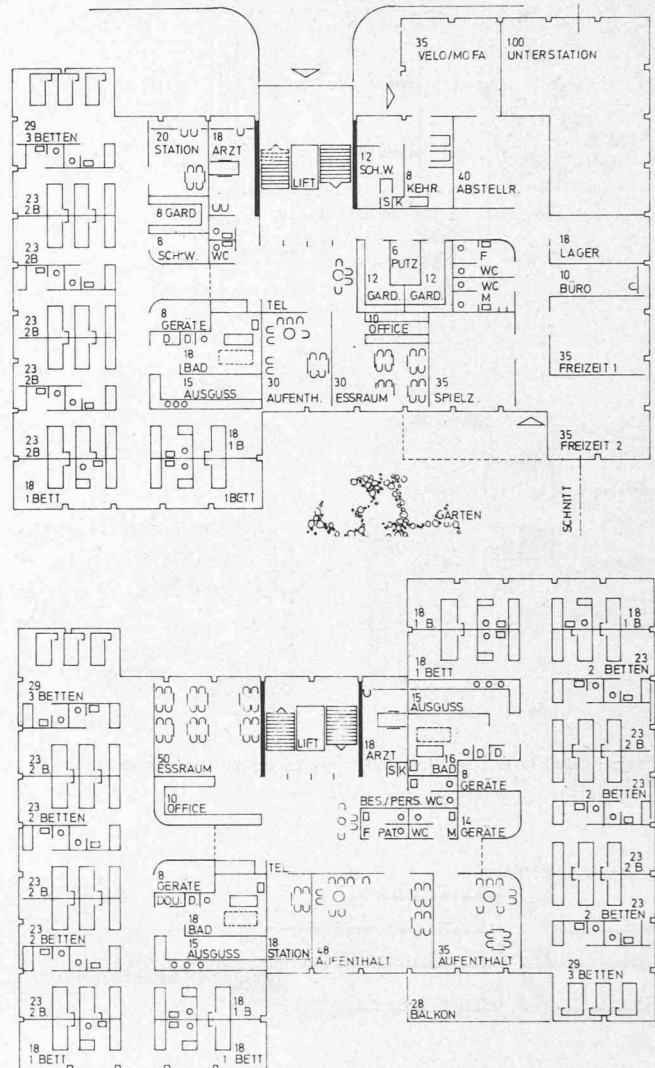 35
VELO/MOFA
100
UNTERSTATION
29
3 BETTEN
20
STATION
18
ARZT
LIFT
12
SCH.W.
8
KEHR.
40
ABSTELLR.
S K
23
2 B
8 GARD
8
SCH'W.
WC
23
2B
6
PUTZ
F
WC
WC
M
12
GARD.
12
GARD.
18
LAGER
10
BÜRO
TEL
23
2B
8
GERÄTE
D. D.
18
BAD
10
OFFICE
23
2B
15
AUSGUSS
30
AUFENTH.
30
ESSRAUM
35
SPIELZ.
35
FREIZEIT 1
23
2B
18
1 B
18
1 BETT
1 BETT
35
FREIZEIT 2
GARTEN
SCHNITT
18
1 B.
18
1 B.
18
1 BETT
23
2 BETTEN
29
3 BETTEN
15
AUSGUSS
LIFT
18
ARZT
23
2 B.
50
ESSRAUM
S K
D. D.
16
BAD
8
GERÄTE
23
2 B.
23
2 BETTEN
10
OFFICE
BES./PERS. WC
F PAT WC M
14
GERÄTE
23
2 BETTEN
23
2 B.
TEL
8
GERÄTE
DOU. D.
23
2 B.
18
BAD
23
2 BETTEN
23
2 BETTEN
15
AUSGUSS
18
STATION
48
AUFENTHALT
35
AUFENTHALT
29
3 BETTEN
23
2 B.
18
1 B.
28
BALKON
18
1 BETT
18
1 BETT